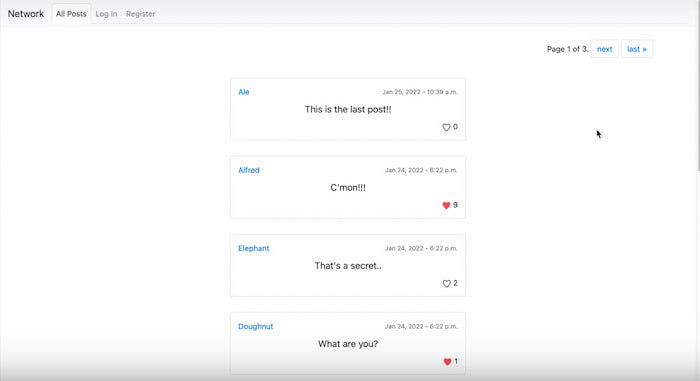 Network All Posts Log In Register
Page 1 of 3. next last »
Ale Jan 25, 2022 - 10:39 a.m.
This is the last post!!
0
Alfred Jan 24, 2022 - 6:22 p.m.
C'mon!!!
9
Elephant Jan 24, 2022 - 6:22 p.m.
That's a secret..
2
Doughnut Jan 24, 2022 - 6:22 p.m.
What are you?
1